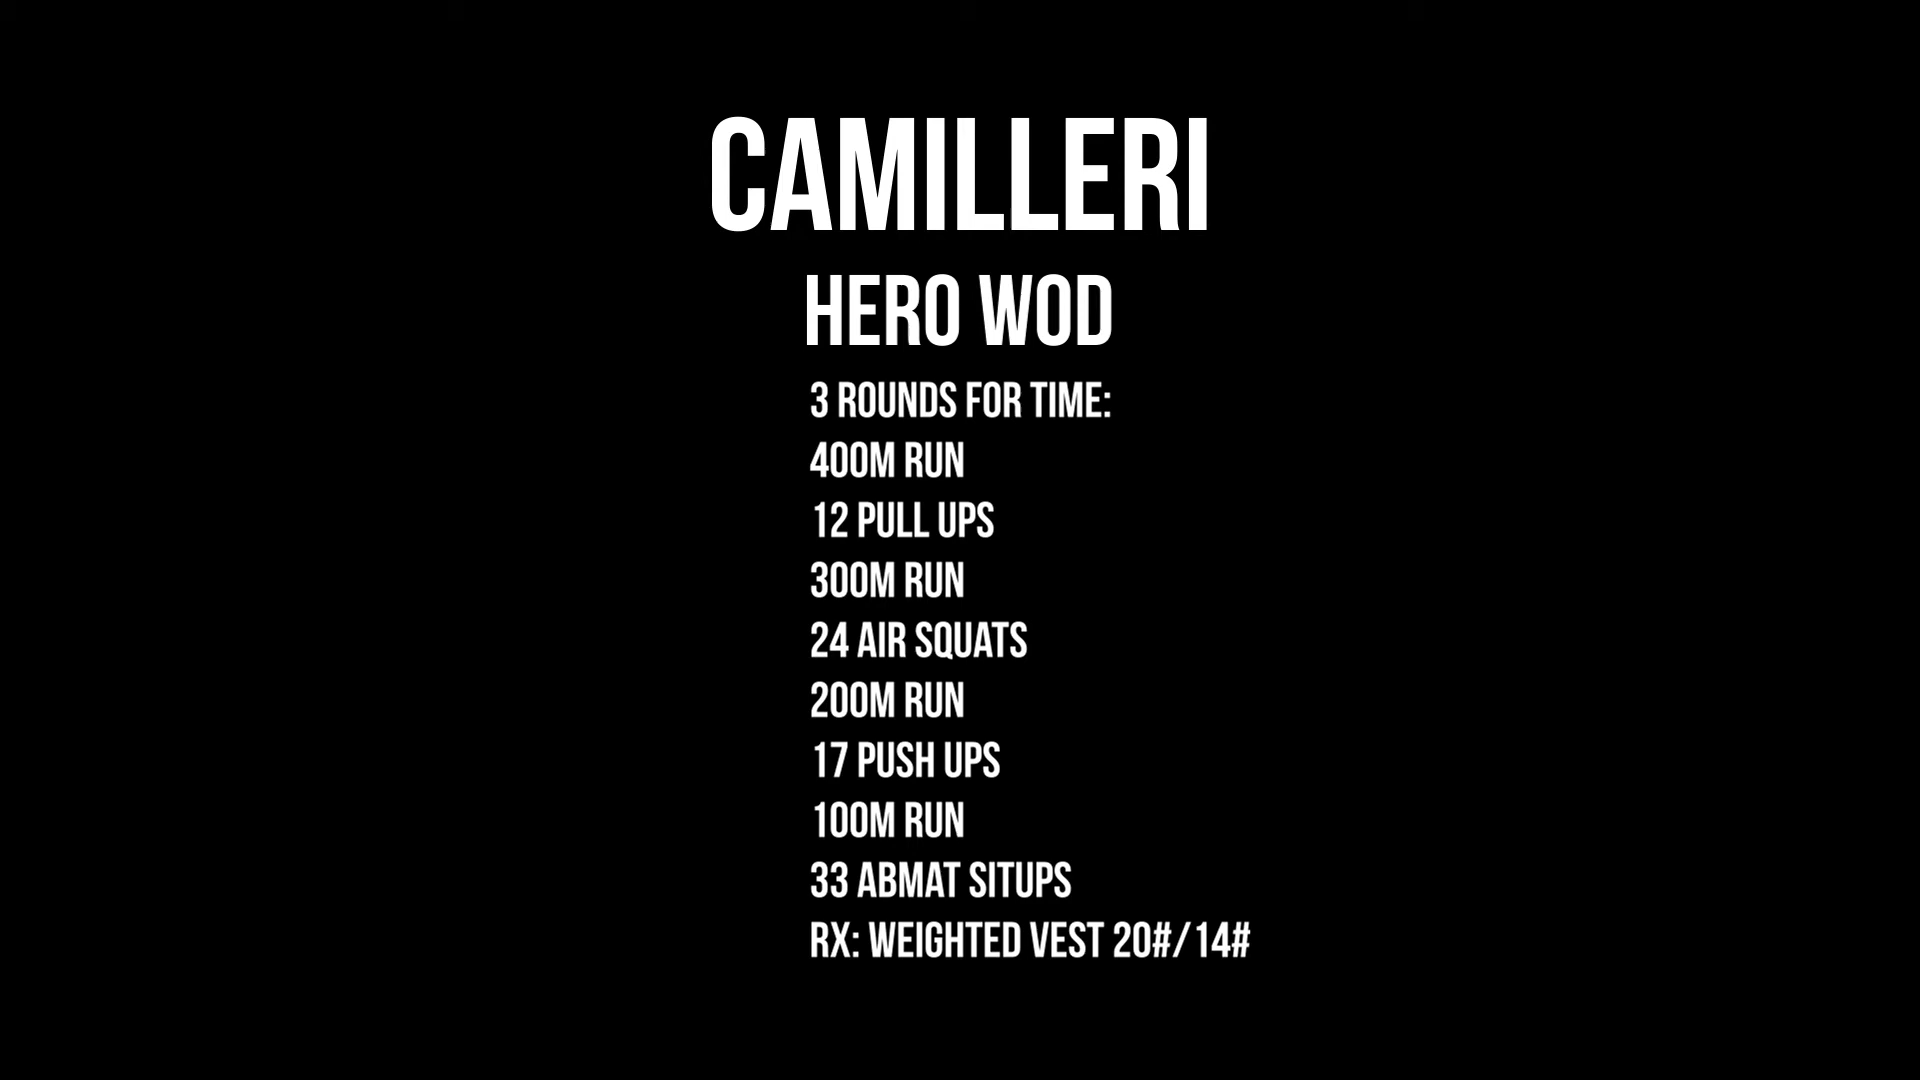 CAMILLERI
HERO WOD
3 ROUNDS FOR TIME:
400M RUN
12 PULL UPS
300M RUN
24 AIR SQUATS
200M RUN
17 PUSH UPS
100M RUN
33 ABMAT SITUPS
RX: WEIGHTED VEST 20#/14#